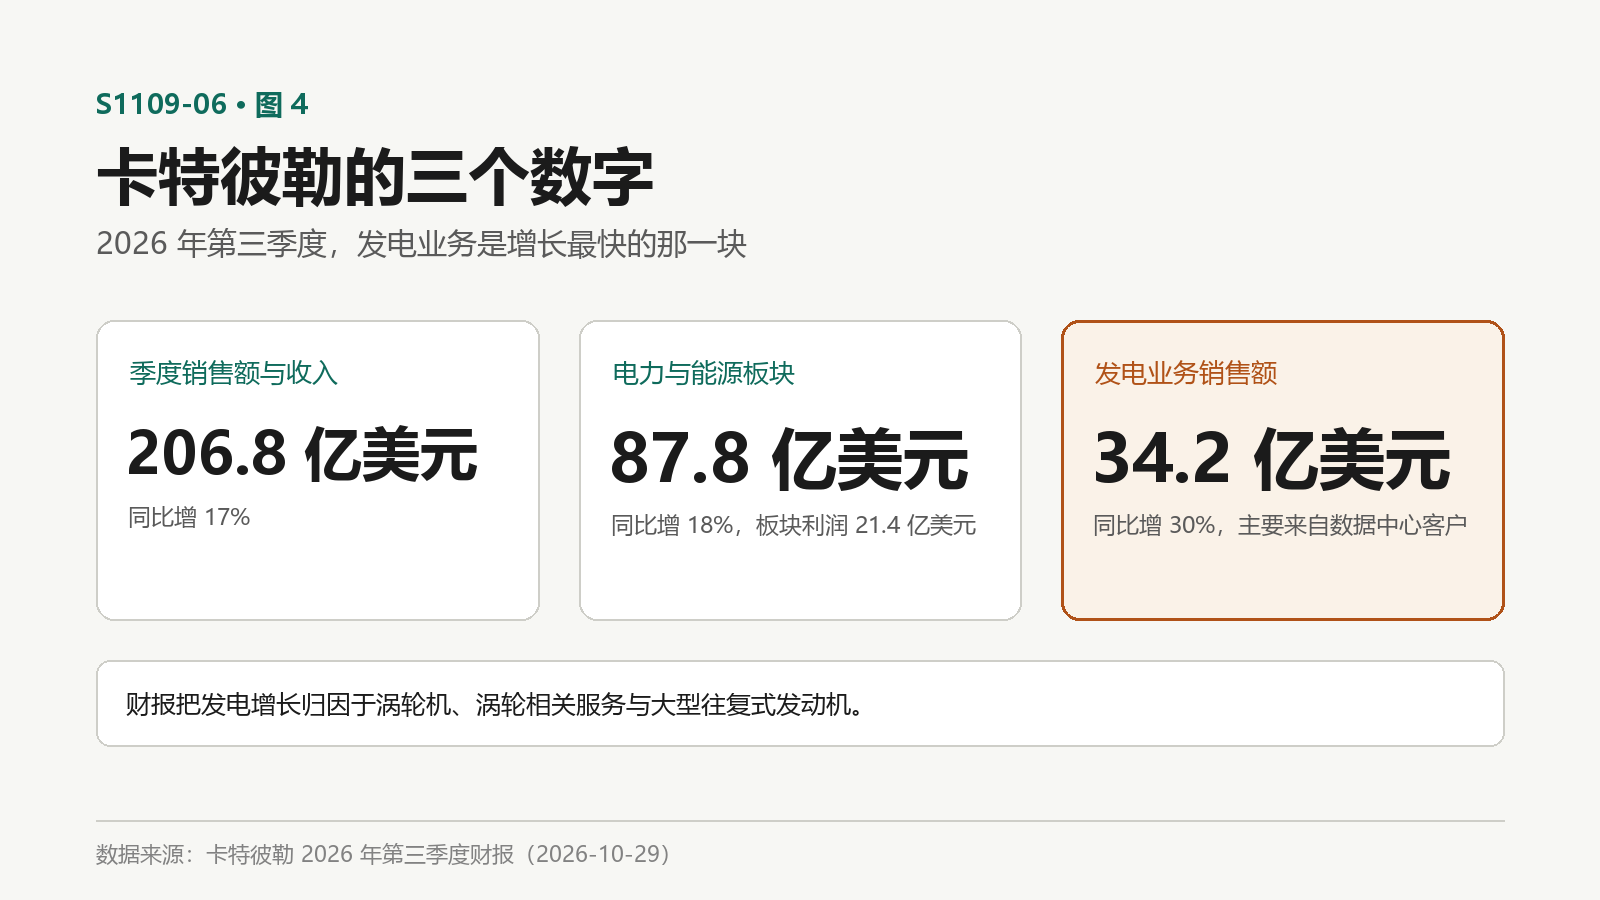 S1109-06 • 图 4
卡特彼勒的三个数字
2026 年第三季度，发电业务是增长最快的那一块
季度销售额与收入
206.8 亿美元
同比增 17%
电力与能源板块
87.8 亿美元
同比增 18%，板块利润 21.4 亿美元
发电业务销售额
34.2 亿美元
同比增 30%，主要来自数据中心客户
财报把发电增长归因于涡轮机、涡轮相关服务与大型往复式发动机。
数据来源：卡特彼勒 2026 年第三季度财报（2026-10-29）